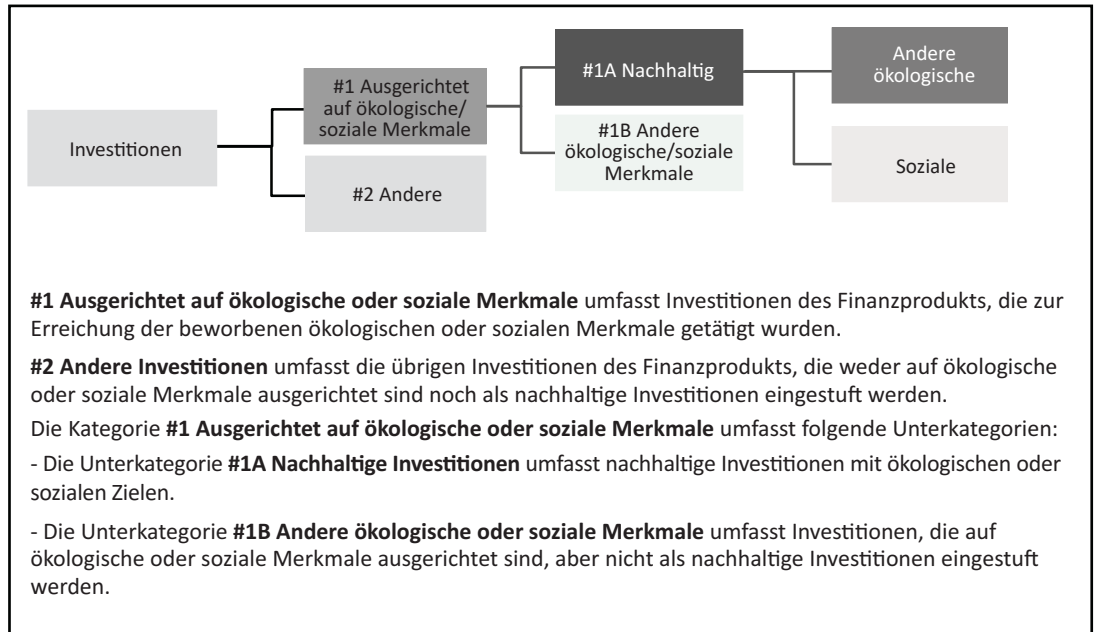 Investitionen
#1 Ausgerichtet
auf ökologische/
soziale Merkmale
#2 Andere
#1A Nachhaltig
#1B Andere
ökologische/soziale
Merkmale
Andere
ökologische
Soziale
#1 Ausgerichtet auf ökologische oder soziale Merkmale umfasst Investitionen des Finanzprodukts, die zur
Erreichung der beworbenen ökologischen oder sozialen Merkmale getätigt wurden.
#2 Andere Investitionen umfasst die übrigen Investitionen des Finanzprodukts, die weder auf ökologische
oder soziale Merkmale ausgerichtet sind noch als nachhaltige Investitionen eingestuft werden.
Die Kategorie #1 Ausgerichtet auf ökologische oder soziale Merkmale umfasst folgende Unterkategorien:
- Die Unterkategorie #1A Nachhaltige Investitionen umfasst nachhaltige Investitionen mit ökologischen oder
sozialen Zielen.
- Die Unterkategorie #1B Andere ökologische oder soziale Merkmale umfasst Investitionen, die auf
ökologische oder soziale Merkmale ausgerichtet sind, aber nicht als nachhaltige Investitionen eingestuft
werden.